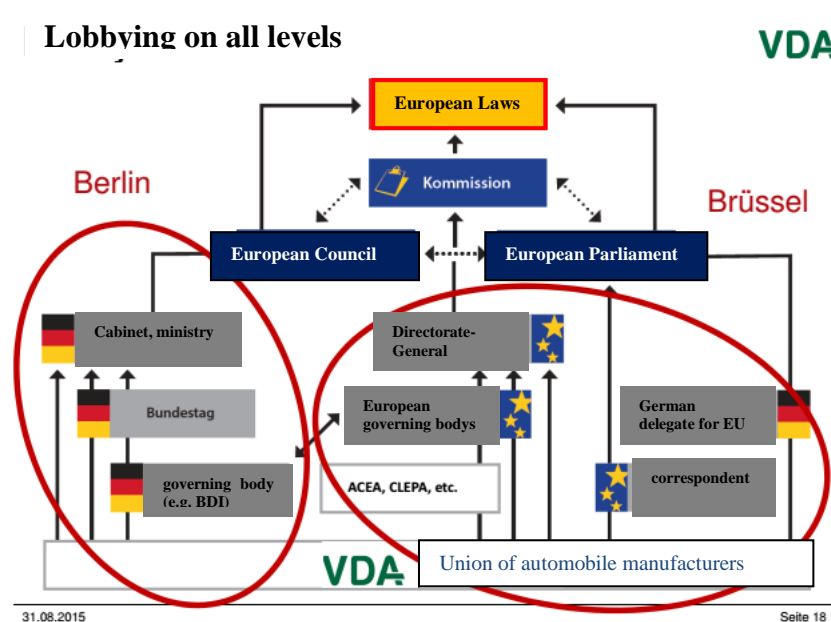 Lobbying on all levels
VDA
European Laws
Berlin
Kommission
Brüssel
European Council
European Parliament
Cabinet, ministry
Directorate-
General
Bundestag
European
governing bodys
German
delegate for EU
governing body
(e.g. BDI)
ACEA, CLEPA, etc.
correspondent
VDA
Union of automobile manufacturers
31.08.2015
Seite 18